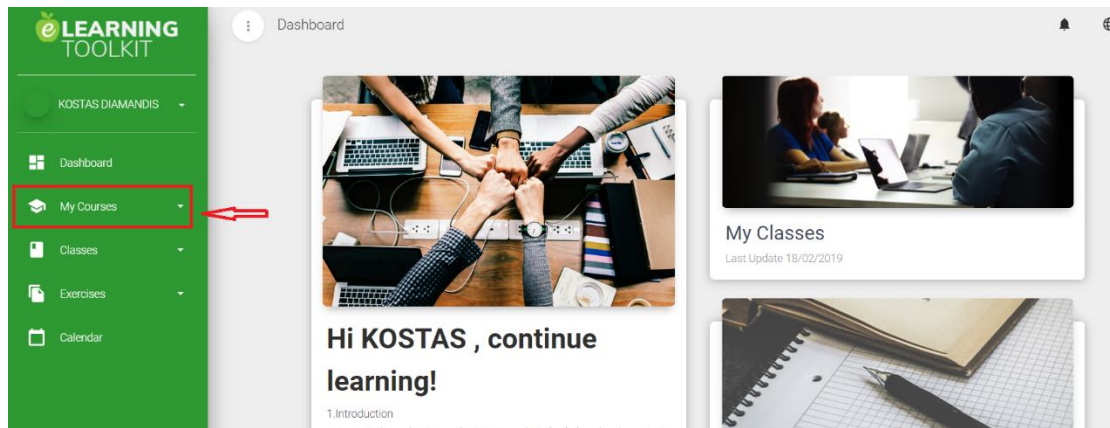 eLEARNING
TOOLKIT
KOSTAS DIAMANDIS
Dashboard
My Courses
Classes
Exercises
Calendar
Dashboard
Hi KOSTAS , continue
learning!
1.Introduction
My Classes
Last Update 18/02/2019